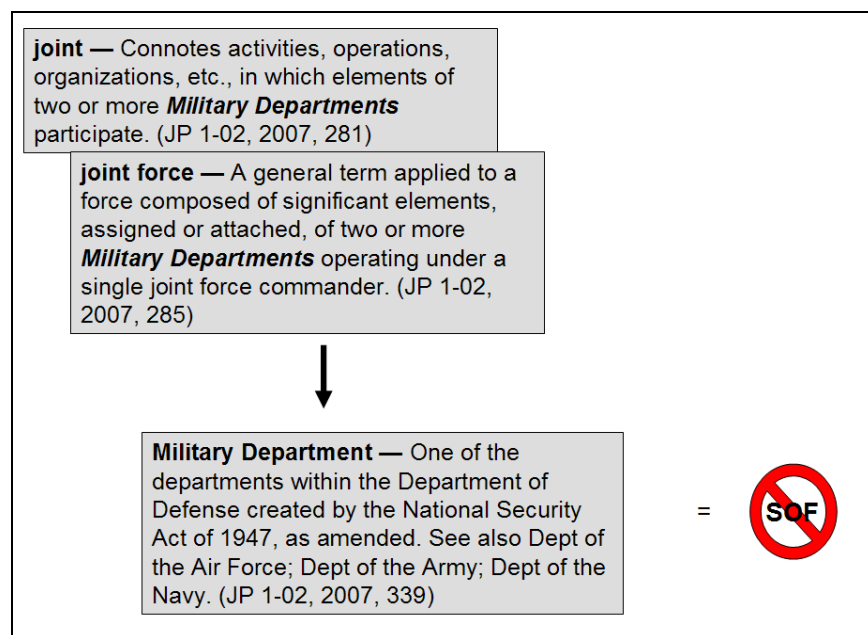 joint — Connotes activities, operations,
organizations, etc., in which elements of
two or more Military Departments
participate. (JP 1-02, 2007, 281)
joint force — A general term applied to a
force composed of significant elements,
assigned or attached, of two or more
Military Departments operating under a
single joint force commander. (JP 1-02,
2007, 285)
Military Department — One of the
departments within the Department of
Defense created by the National Security
Act of 1947, as amended. See also Dept of
the Air Force; Dept of the Army; Dept of the
Navy. (JP 1-02, 2007, 339)
=
SOF